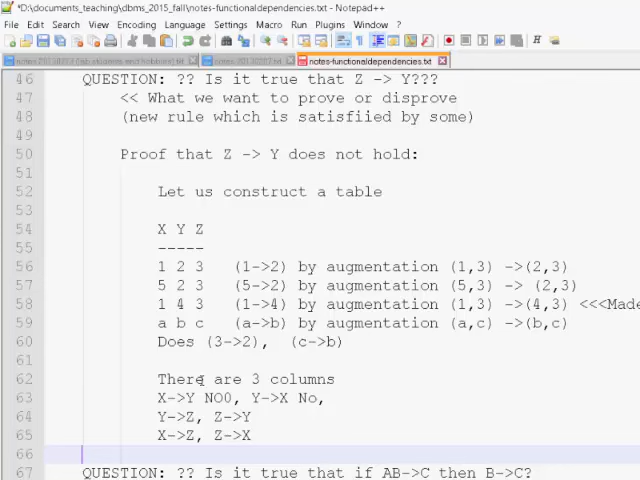 *D:\documents_teaching\dbms_2015_fall\notes-functionaldependencies.txt - Notepad++
File Edit Search View Encoding Language Settings Macro Run Plugins Window ?
notes-functionaldependencies.txt
46 QUESTION: ?? Is it true that Z -> Y???
47 << What we want to prove or disprove
48 (new rule which is satisfiied by some)
49
50 Proof that Z -> Y does not hold:
51
52 Let us construct a table
53
54 X Y Z
55 -----
56 1 2 3 (1->2) by augmentation (1,3) ->(2,3)
57 5 2 3 (5->2) by augmentation (5,3) -> (2,3)
58 1 4 3 (1->4) by augmentation (1,3) ->(4,3) <<<Made
59 a b c (a->b) by augmentation (a,c) ->(b,c)
60 Does (3->2), (c->b)
61
62 There are 3 columns
63 X->Y NO0, Y->X No,
64 Y->Z, Z->Y
65 X->Z, Z->X
66
67 QUESTION: ?? Is it true that if AB->C then B->C?